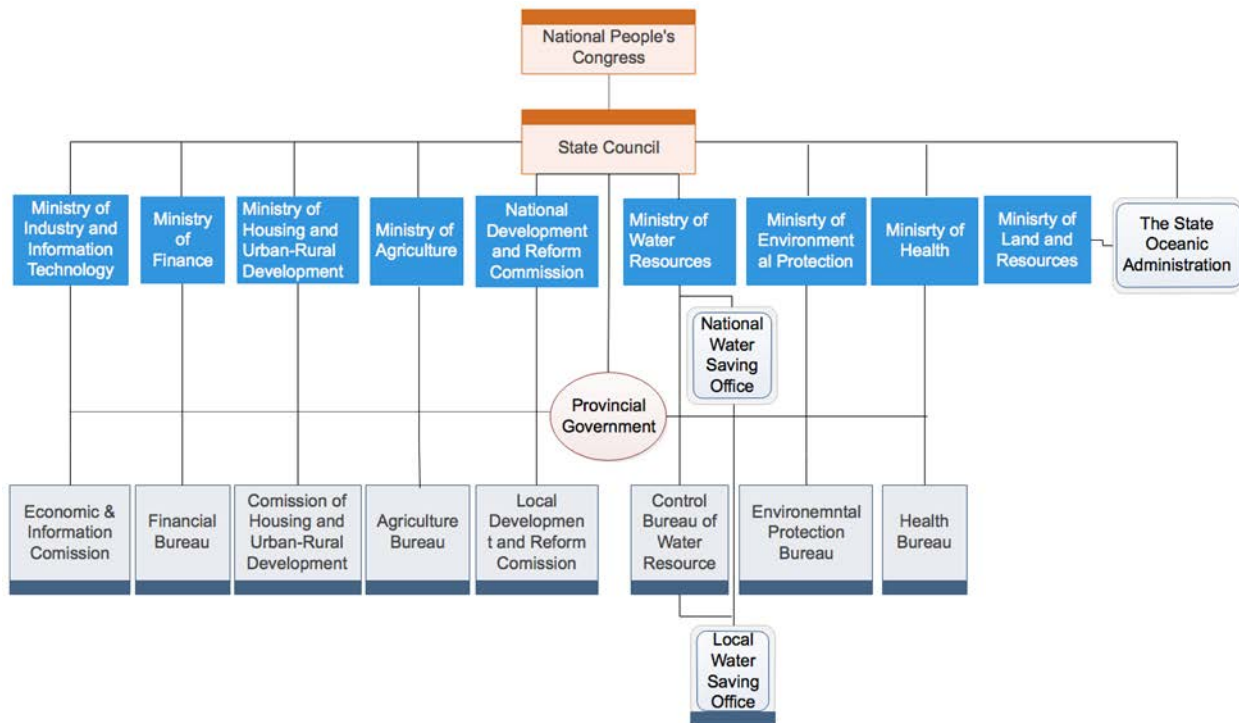 National People's
Congress
State Council
Ministry of
Industry and
Information
Technology
Ministry
of
Finance
Ministry of
Housing and
Urban-Rural
Development
Ministry of
Agriculture
National
Development
and Reform
Commission
Ministry of
Water
Resources
Minisrty of
Environment
al Protection
Minisrty of
Health
Minisrty of
Land and
Resources
The State
Oceanic
Administration
National
Water
Saving
Office
Provincial
Government
Economic &
Information
Comission
Financial
Bureau
Comission of
Housing and
Urban-Rural
Development
Agriculture
Bureau
Local
Developmen
t and Reform
Comission
Control
Bureau of
Water
Resource
Environemntal
Protection
Bureau
Health
Bureau
Local
Water
Saving
Office